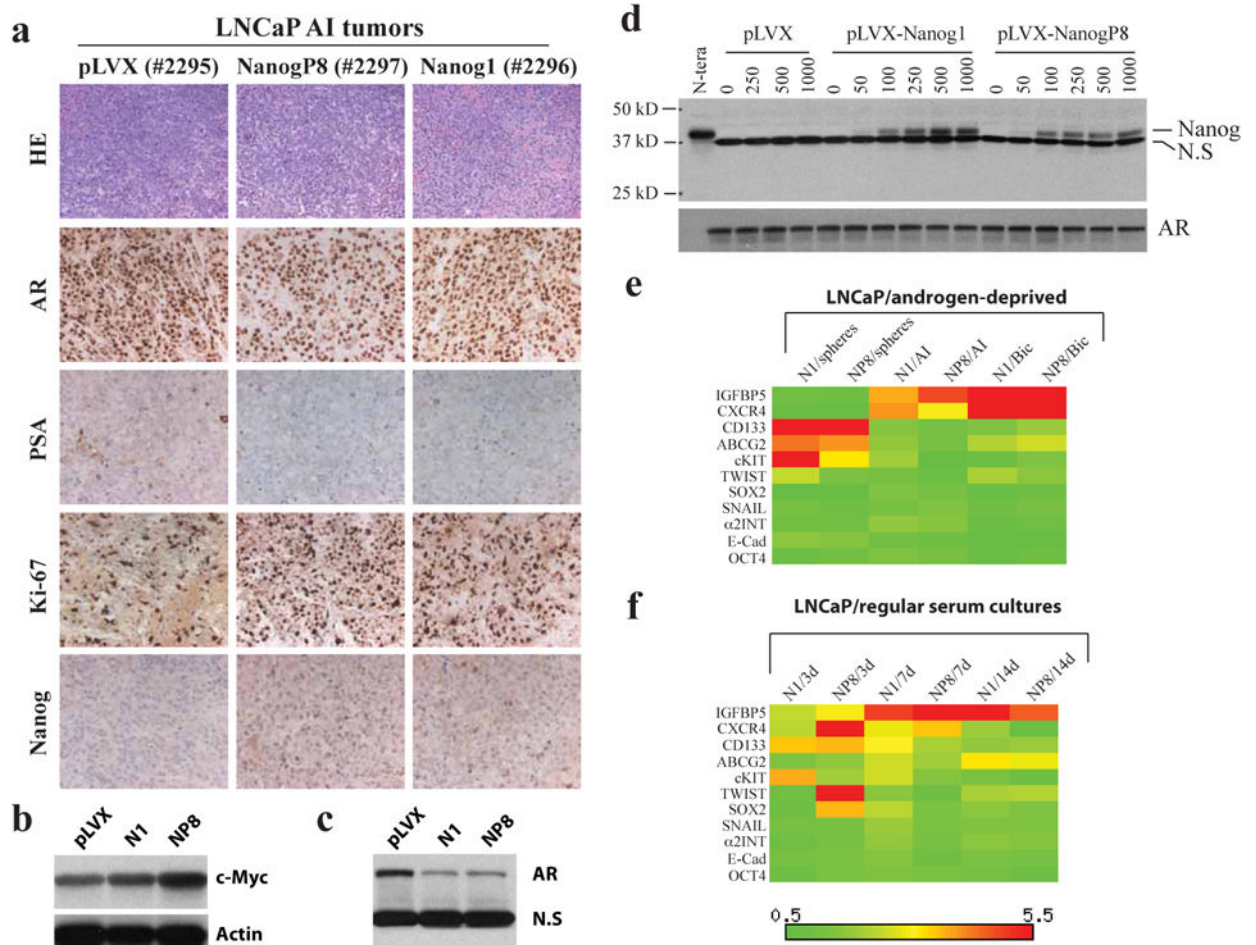 a
LNCaP AI tumors
pLVX (#2295) NanogP8 (#2297) Nanog1 (#2296)
HE
AR
PSA
Ki-67
Nanog
b
pLVX N1 NP8
c-Myc
Actin
c
pLVX N1 NP8
AR
N.S
d
N-tera
pLVX pLVX-Nanog1 pLVX-NanogP8
0 250 500 1000 0 50 100 250 500 1000 0 50 100 250 500 1000
50 kD
37 kD
25 kD
Nanog
N.S
AR
e
LNCaP/androgen-deprived
N1/spheres NP8/spheres N1/AI NP8/AI N1/Bic NP8/Bic
IGFBP5
CXCR4
CD133
ABCG2
cKIT
TWIST
SOX2
SNAIL
α2INT
E-Cad
OCT4
f
LNCaP/regular serum cultures
N1/3d NP8/3d N1/7d NP8/7d N1/14d NP8/14d
IGFBP5
CXCR4
CD133
ABCG2
cKIT
TWIST
SOX2
SNAIL
α2INT
E-Cad
OCT4
0.5 5.5